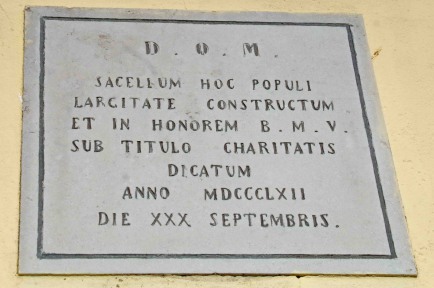 D . O . M .
SACELLUM HOC POPULI
LARGITATE CONSTRUCTUM
ET IN HONOREM B. M. V.
SUB TITULO CHARITATIS
DICATUM
ANNO MDCCCLXII
DIE XXX SEPTEMBRIS.